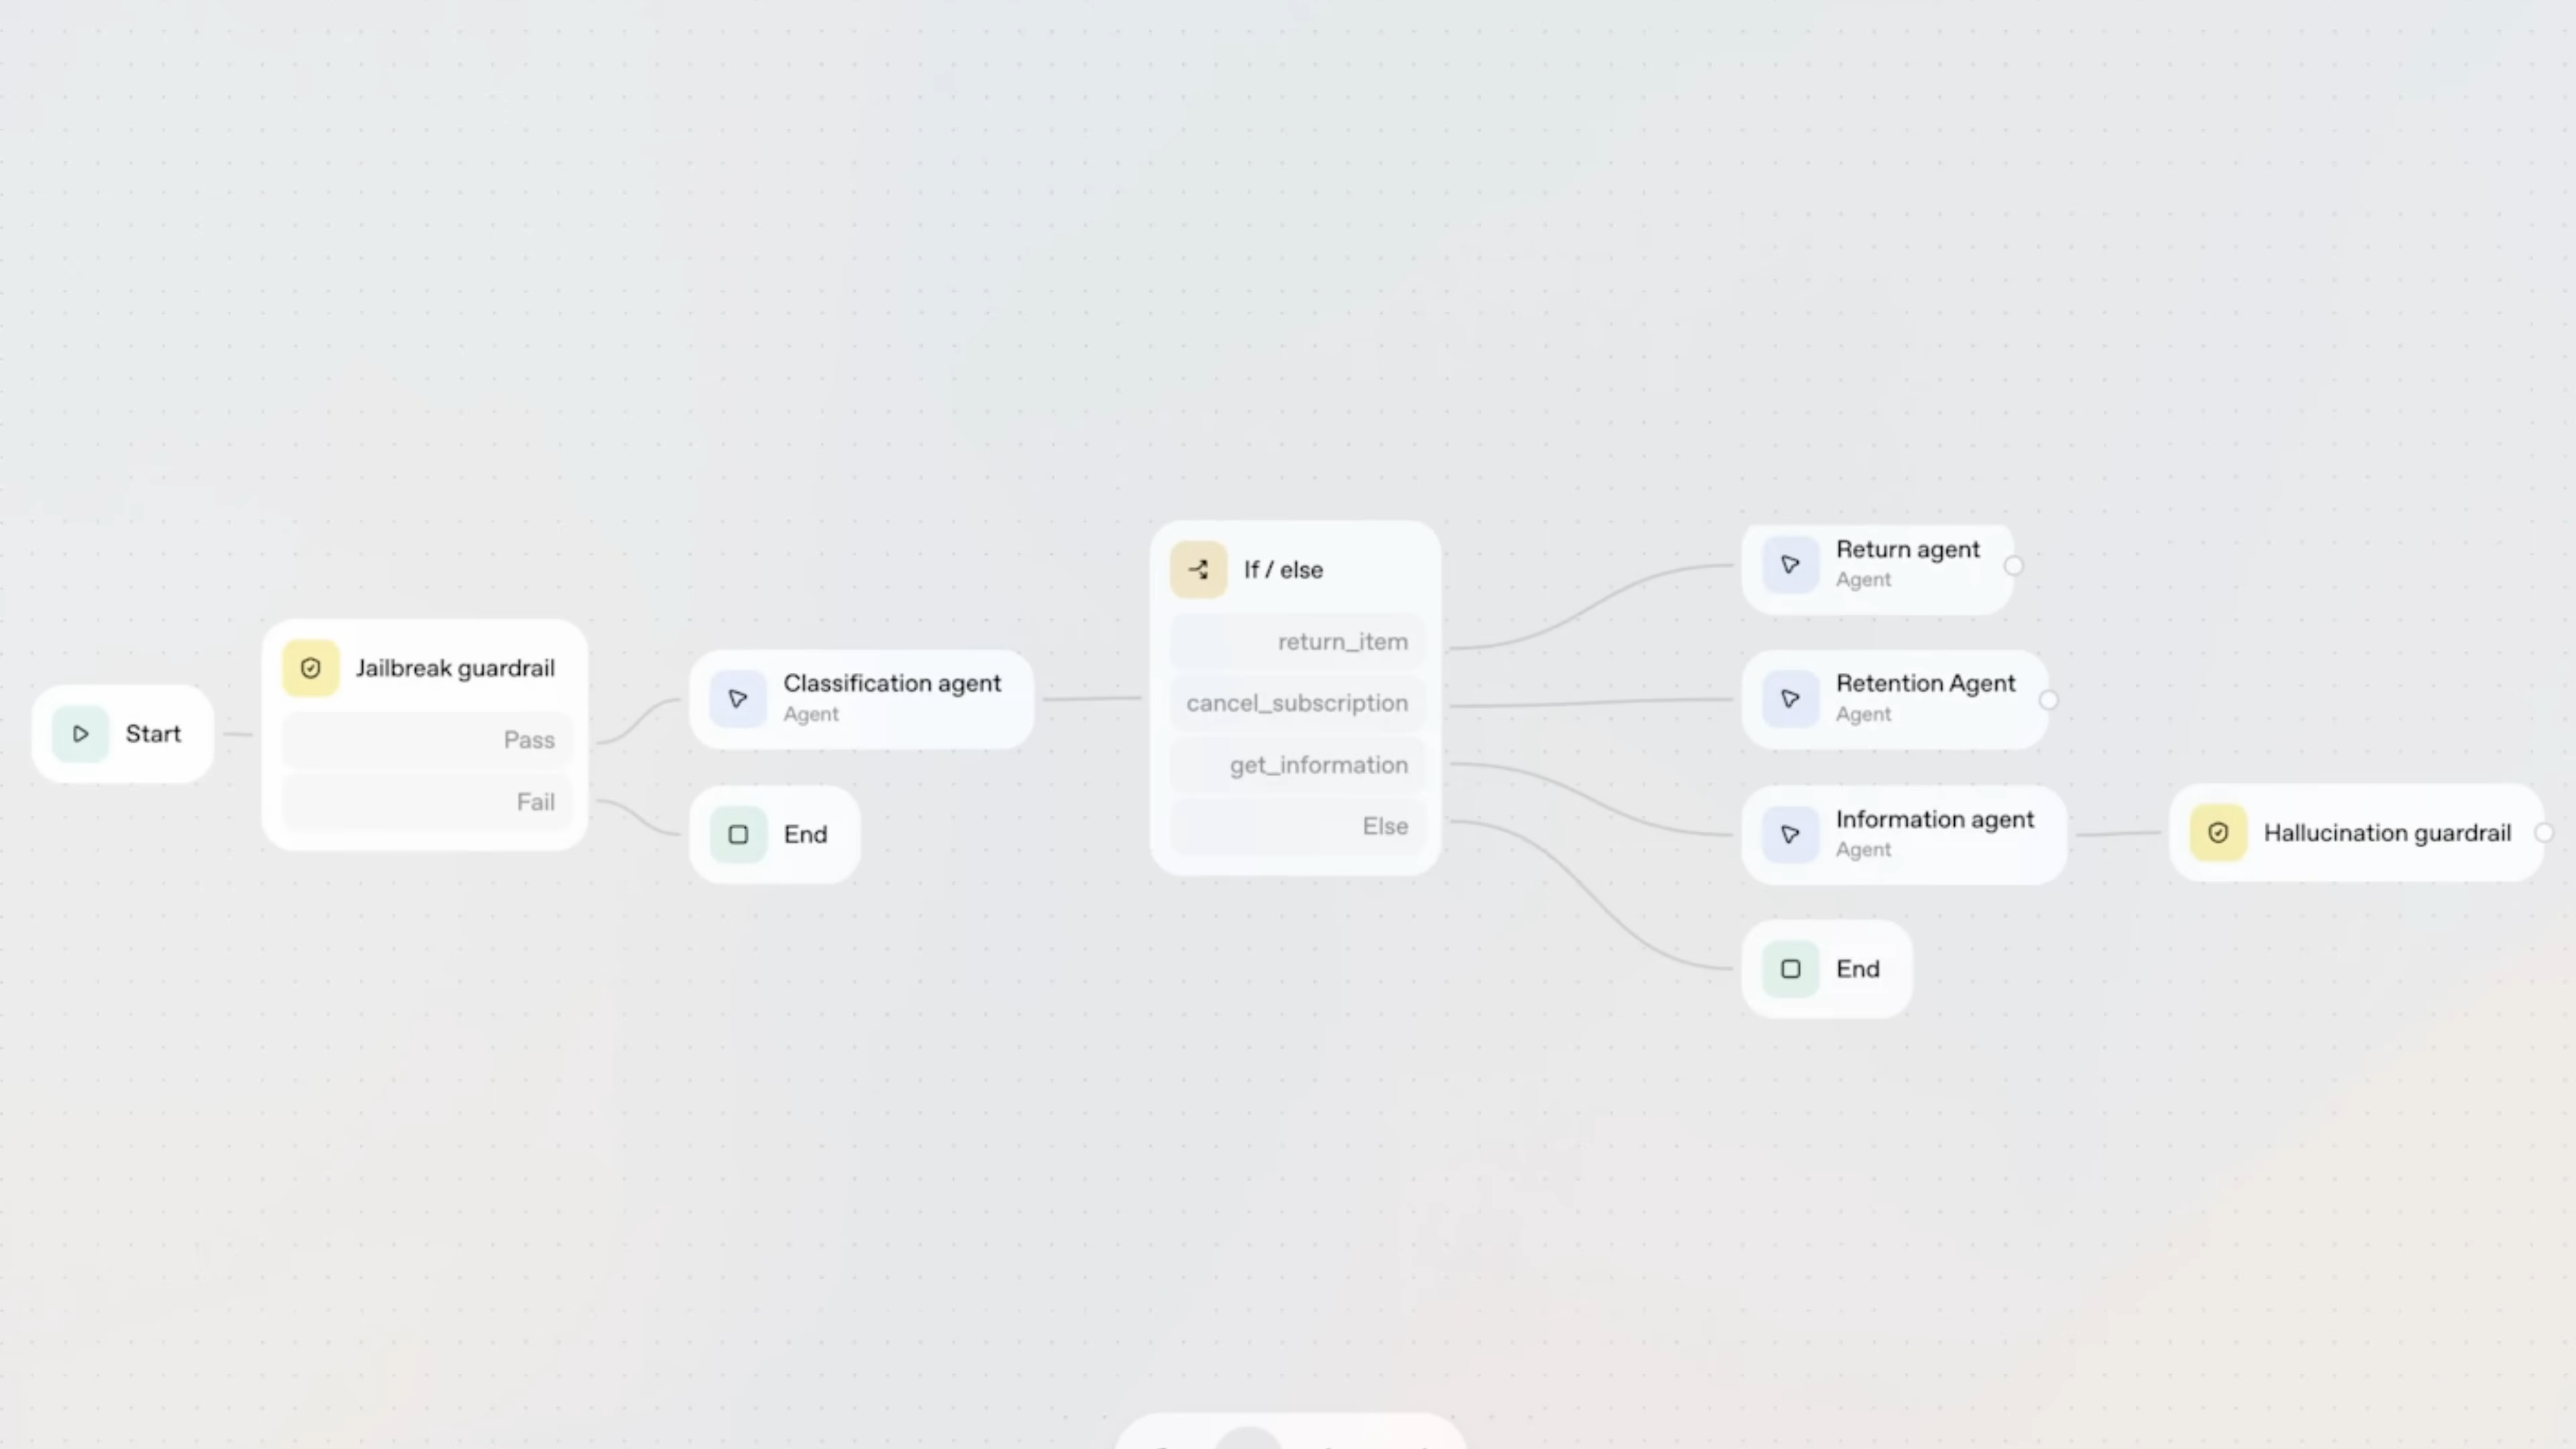 Start
Jailbreak guardrail
Pass
Fail
Classification agent
Agent
End
If / else
return_item
cancel_subscription
get_information
Else
Return agent
Agent
Retention Agent
Agent
Information agent
Agent
End
Hallucination guardrail